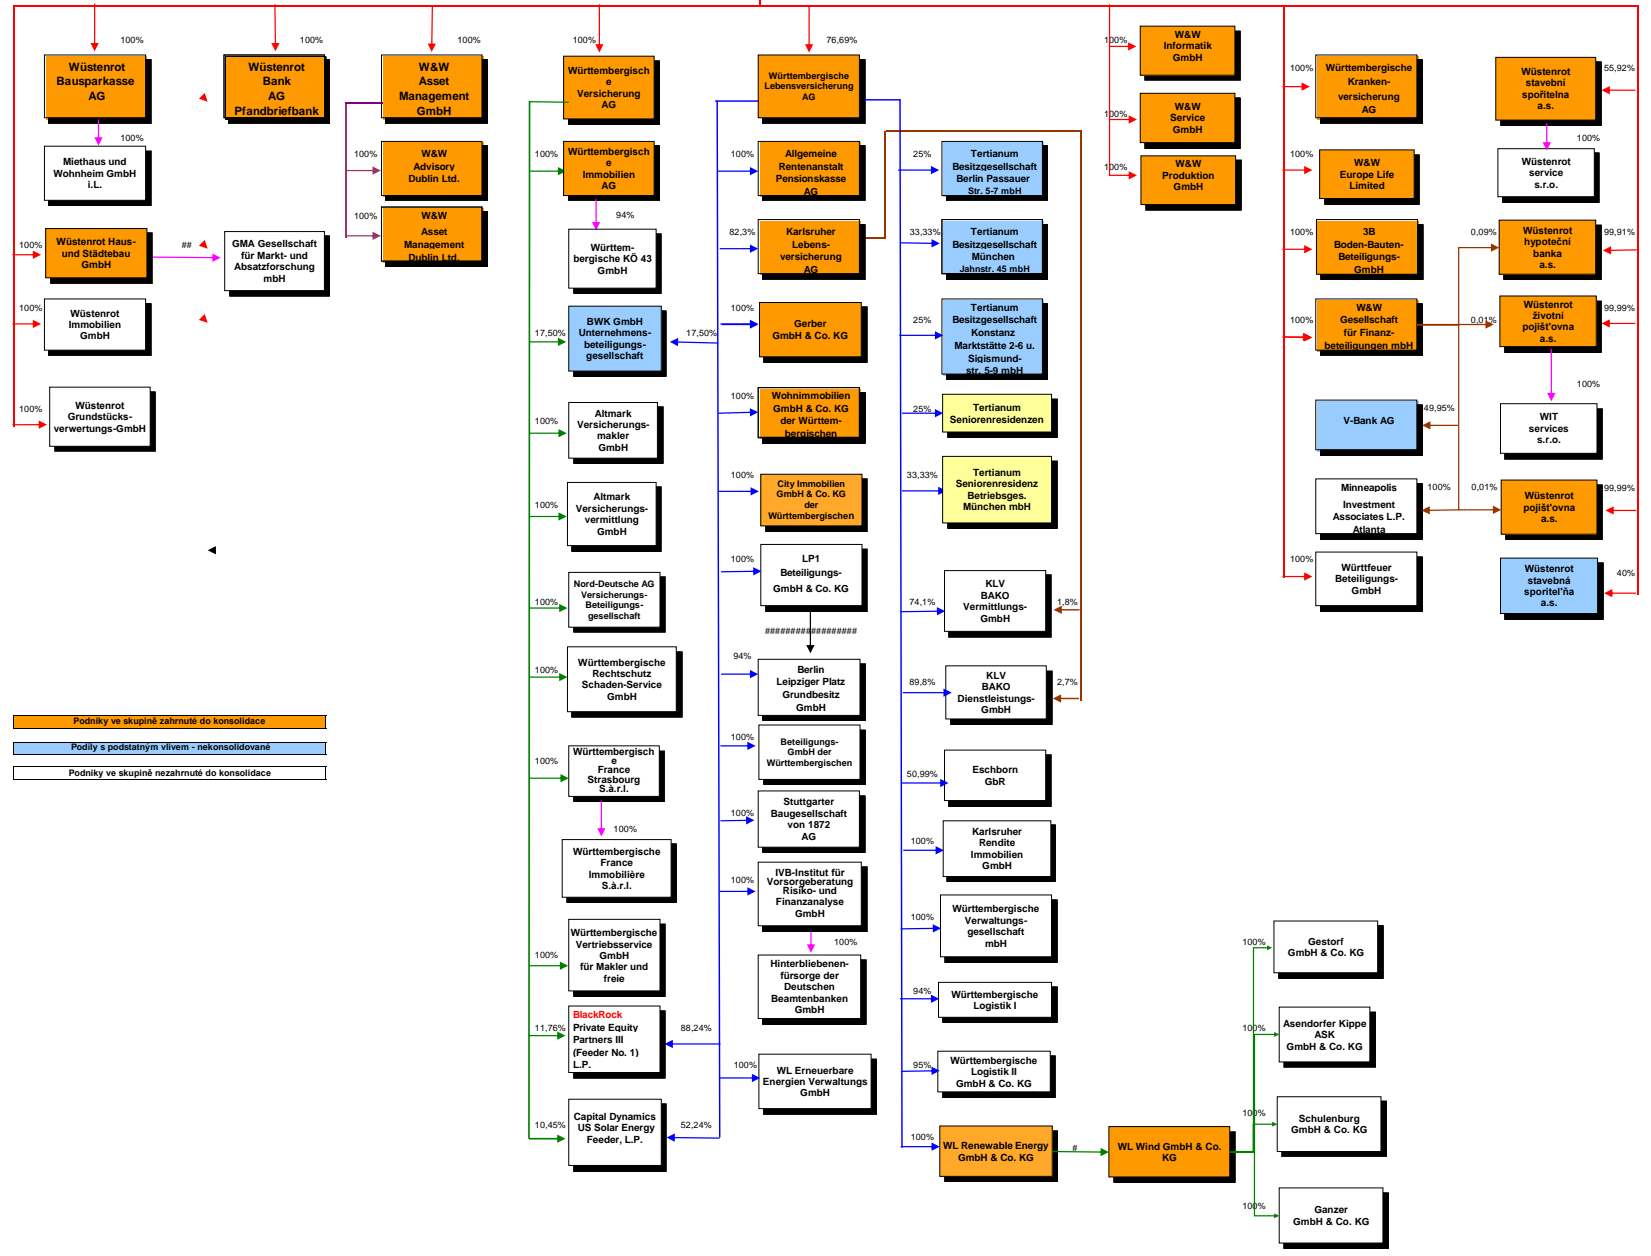 100%
100%
100%
100%
76,69%
Wüstenrot
Bausparkasse
AG
Wüstenrot
Bank
AG
Pfandbriefbank
W&W
Asset
Management
GmbH
Württembergisch
e
Versicherung
AG
Württembergische
Lebensversicherung
AG
100%
W&W
Informatik
GmbH
100%
W&W
Service
GmbH
100%
W&W
Produktion
GmbH
100%
Württembergische
Kranken-
versicherung
AG
Wüstenrot
stavební
spořitelna
a.s.
55,92%
100%
Miethaus und
Wohnheim GmbH
i.L.
100%
Wüstenrot Haus-
und Städtebau
GmbH
##
GMA Gesellschaft
für Markt- und
Absatzforschung
mbH
100%
Wüstenrot
Immobilien
GmbH
100%
Wüstenrot
Grundstücks-
verwertungs-GmbH
100%
W&W
Advisory
Dublin Ltd.
100%
W&W
Asset
Management
Dublin Ltd.
100%
Württembergisch
e
Immobilien
AG
94%
Württem-
bergische KÖ 43
GmbH
17,50%
BWK GmbH
Unternehmens-
beteiligungs-
gesellschaft
17,50%
100%
Altmark
Versicherungs-
makler
GmbH
100%
Altmark
Versicherungs-
vermittlung
GmbH
100%
Nord-Deutsche AG
Versicherungs-
Beteiligungs-
gesellschaft
100%
Württembergische
Rechtschutz
Schaden-Service
GmbH
100%
Württembergisch
e
France
Strasbourg
S.à.r.l.
100%
Württembergische
France
Immobilière
S.à.r.l.
100%
Württembergische
Vertriebsservice
GmbH
für Makler und
freie
11,76%
BlackRock
Private Equity
Partners III
(Feeder No. 1)
L.P.
88,24%
10,45%
Capital Dynamics
US Solar Energy
Feeder, L.P.
52,24%
100%
Allgemeine
Rentenanstalt
Pensionskasse
AG
82,3%
Karlsruher
Lebens-
versicherung
AG
100%
Gerber
GmbH & Co. KG
100%
Wohnimmobilien
GmbH & Co. KG
der Württem-
bergischen
100%
City Immobilien
GmbH & Co. KG
der
Württembergischen
100%
LP1
Beteiligungs-
GmbH & Co. KG
##################
94%
Berlin
Leipziger Platz
Grundbesitz
GmbH
100%
Beteiligungs-
GmbH der
Württembergischen
100%
Stuttgarter
Baugesellschaft
von 1872
AG
100%
IVB-Institut für
Vorsorgeberatung
Risiko- und
Finanzanalyse
GmbH
100%
Hinterbliebenen-
fürsorge der
Deutschen
Beamtenbanken
GmbH
100%
WL Erneuerbare
Energien Verwaltungs
GmbH
25%
Tertianum
Besitzgesellschaft
Berlin Passauer
Str. 5-7 mbH
33,33%
Tertianum
Besitzgesellschaft
München
Jahnstr. 45 mbH
25%
Tertianum
Besitzgesellschaft
Konstanz
Marktstätte 2-6 u.
Sigismund-
str. 5-9 mbH
25%
Tertianum
Seniorenresidenzen
33,33%
Tertianum
Seniorenresidenz
Betriebsges.
München mbH
74,1%
KLV
BAKO
Vermittlungs-
GmbH
1,8%
89,8%
KLV
BAKO
Dienstleistungs-
GmbH
2,7%
50,99%
Eschborn
GbR
100%
Karlsruher
Rendite
Immobilien
GmbH
100%
Württembergische
Verwaltungs-
gesellschaft
mbH
94%
Württembergische
Logistik I
95%
Württembergische
Logistik II
GmbH & Co. KG
100%
WL Renewable Energy
GmbH & Co. KG
#
WL Wind GmbH & Co.
KG
100%
Gestorf
GmbH & Co. KG
100%
Asendorfer Kippe
ASK
GmbH & Co. KG
100%
Schulenburg
GmbH & Co. KG
100%
Ganzer
GmbH & Co. KG
100%
W&W
Europe Life
Limited
100%
3B
Boden-Bauten-
Beteiligungs-
GmbH
100%
W&W
Gesellschaft
für Finanz-
beteiligungen mbH
V-Bank AG
49,95%
Minneapolis
Investment
Associates L.P.
Atlanta
100%
100%
Württfeuer
Beteiligungs-
GmbH
100%
Wüstenrot
service
s.r.o.
0,09%
Wüstenrot
hypoteční
banka
a.s.
99,91%
0,01%
Wüstenrot
životní
pojišt'ovna
a.s.
99,99%
100%
WIT
services
s.r.o.
0,01%
Wüstenrot
pojišt'ovna
a.s.
99,99%
Wüstenrot
stavebná
sporitel'ňa
a.s.
40%
Podniky ve skupině zahrnuté do konsolidace
Podíly s podstatným vlivem - nekonsolidované
Podniky ve skupině nezahrnuté do konsolidace